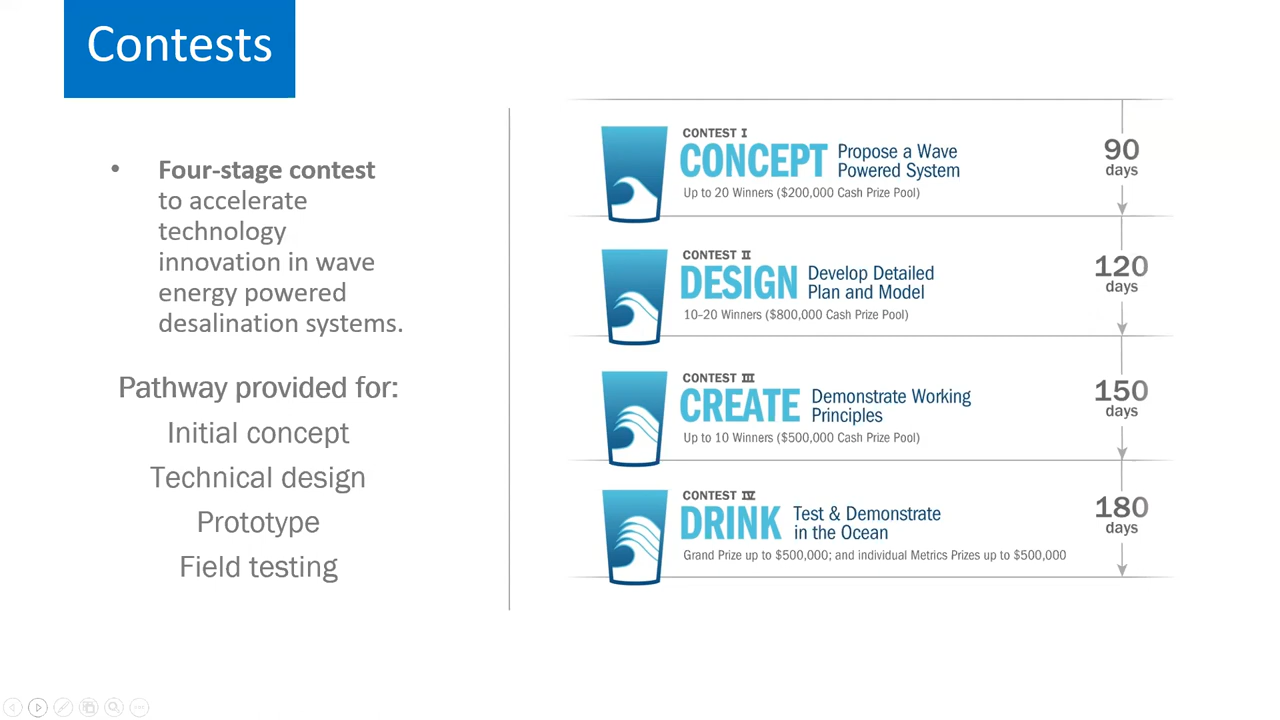 Contests
• Four-stage contest
to accelerate
technology
innovation in wave
energy powered
desalination systems.
Pathway provided for:
Initial concept
Technical design
Prototype
Field testing
CONTEST I
CONCEPT
Propose a Wave
Powered System
Up to 20 Winners ($200,000 Cash Prize Pool)
90
days
CONTEST II
DESIGN
Develop Detailed
Plan and Model
10-20 Winners ($800,000 Cash Prize Pool)
120
days
CONTEST III
CREATE
Demonstrate Working
Principles
Up to 10 Winners ($500,000 Cash Prize Pool)
150
days
CONTEST IV
DRINK
Test & Demonstrate
in the Ocean
Grand Prize up to $500,000; and individual Metrics Prizes up to $500,000
180
days